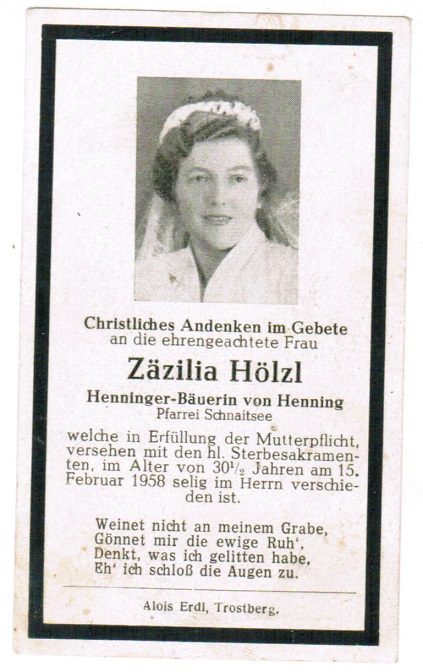 Christliches Andenken im Gebete
an die ehrengeachtete Frau
Zäzilia Hölzl
Henninger-Bäuerin von Henning
Pfarrei Schnaitsee
welche in Erfüllung der Mutterpflicht,
versehen mit den hl. Sterbesakramen-
ten, im Alter von 30½ Jahren am 15.
Februar 1958 selig im Herrn verschie-
den ist.
Weinet nicht an meinem Grabe,
Gönnet mir die ewige Ruh'.
Denkt, was ich gelitten habe,
Eh' ich schloß die Augen zu.
Alois Erdl, Trostberg.